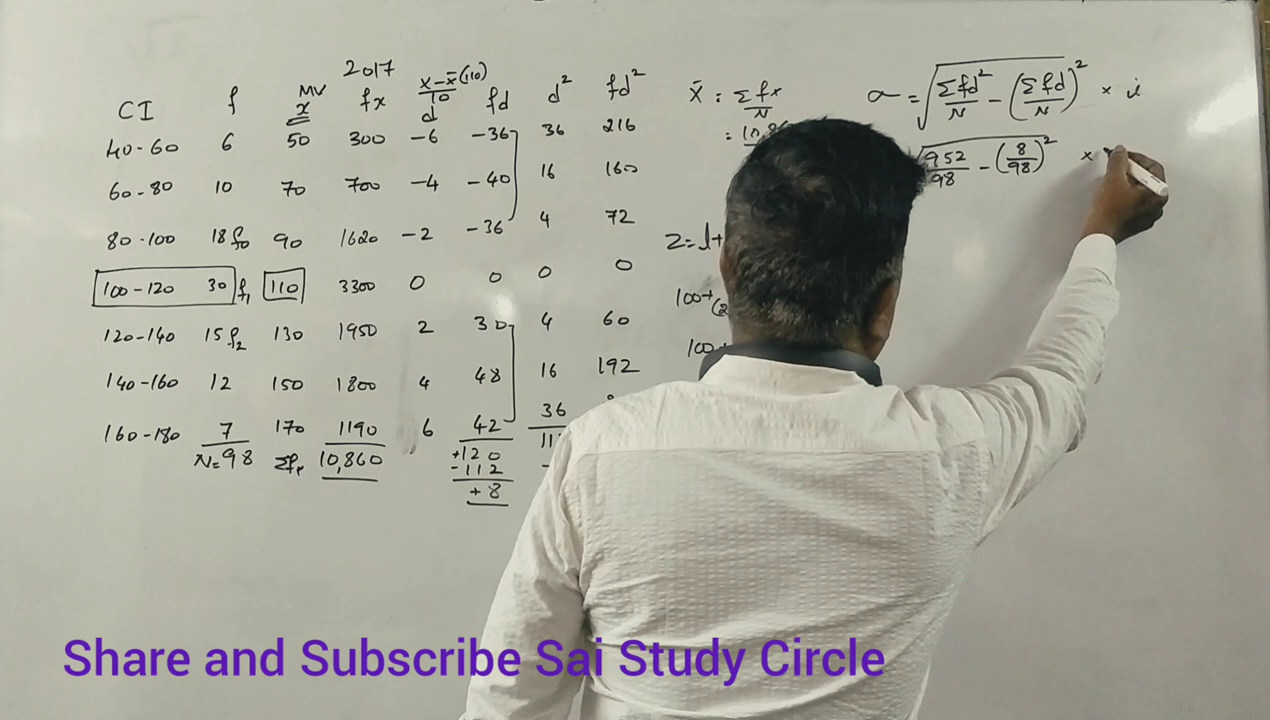 2017
CI f MV x fx x-x̄(110)/10 d fd d² fd²
40-60 6 50 300 -6 -36 36 216
60-80 10 70 700 -4 -40 16 160
80-100 18 f₀ 90 1620 -2 -36 4 72
100-120 30 f₁ 110 3300 0 0 0 0
120-140 15 f₂ 130 1950 2 30 4 60
140-160 12 150 1800 4 48 16 192
160-180 7 170 1190 6 42 36
N=98 10,860 +120
-112
+8
x̄ : Σfx/N
Z=l+
100+
100+
σ = √(Σfd²/N - (Σfd/N)²) × i
√(952/98 - (8/98)²) ×
Share and Subscribe Sai Study Circle